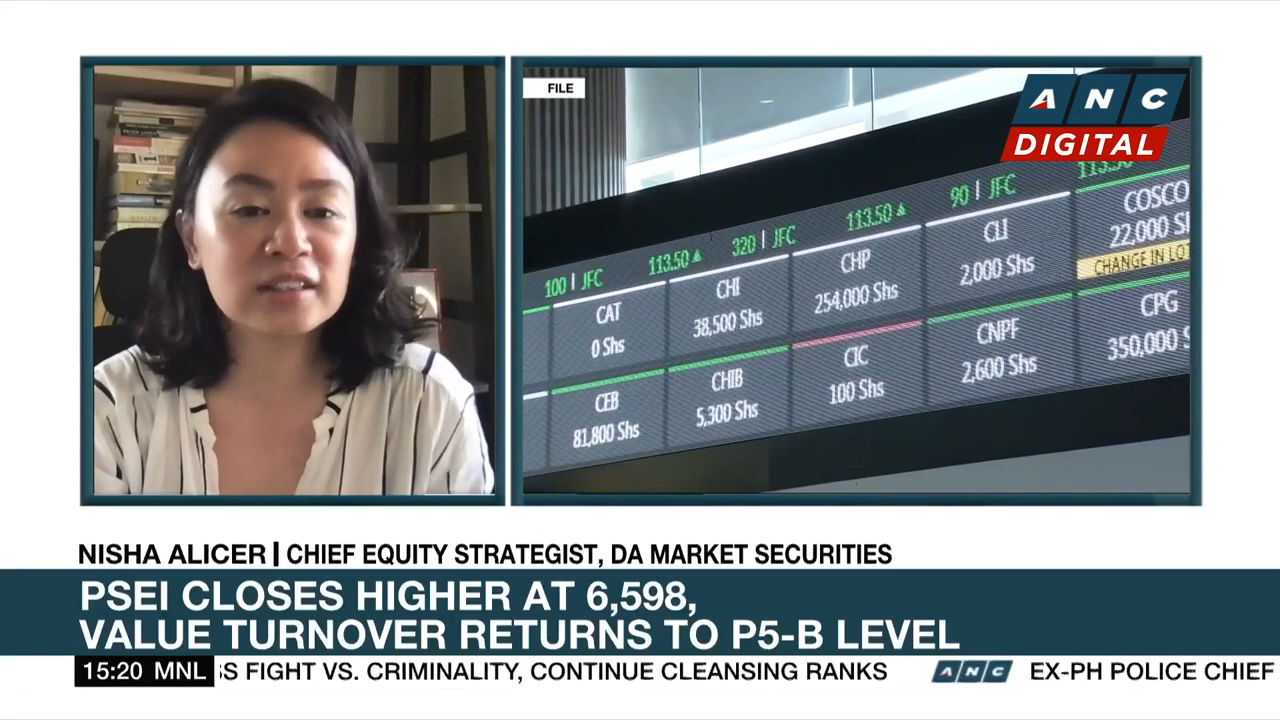 FILE
ANC
DIGITAL
100 | JFC 113.50▲ 320 | JFC 113.50▲ 90 | JFC 113.50
CAT
0 Shs
CHI
38,500 Shs
CHP
254,000 Shs
CLI
2,000 Shs
COSCO
22,000 S
CHANGE IN LO
CEB
81,800 Shs
CHIB
5,300 Shs
CIC
100 Shs
CNPF
2,600 Shs
CPG
350,000 S
NISHA ALICER | CHIEF EQUITY STRATEGIST, DA MARKET SECURITIES
PSEI CLOSES HIGHER AT 6,598,
VALUE TURNOVER RETURNS TO P5-B LEVEL
15:20 MNL S FIGHT VS. CRIMINALITY, CONTINUE CLEANSING RANKS ANC EX-PH POLICE CHIEF